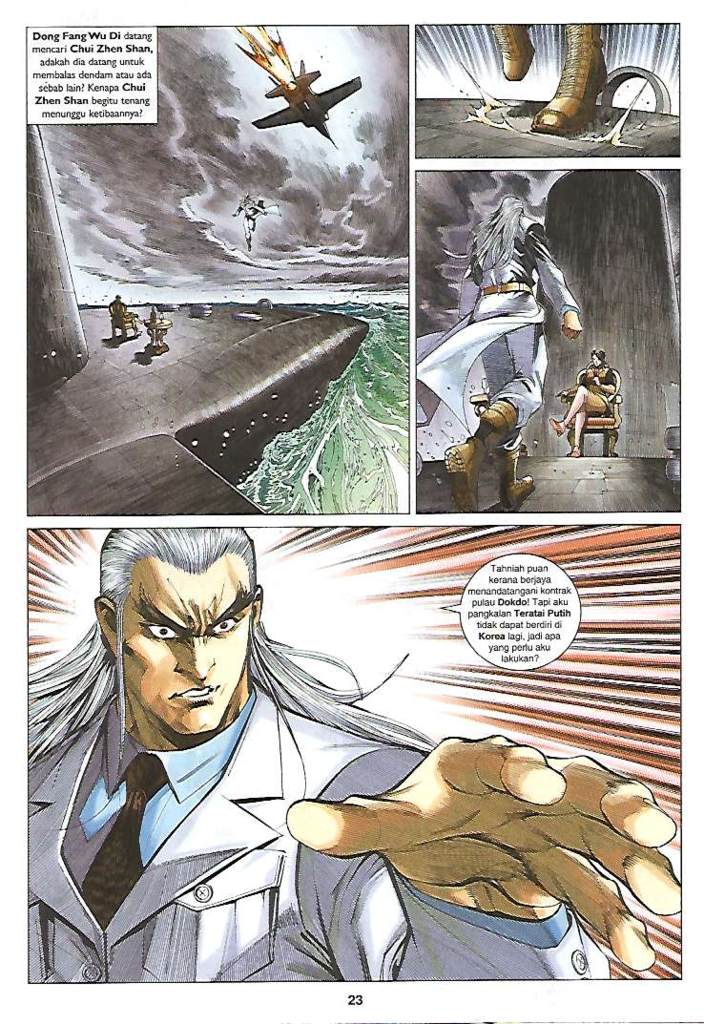 Dong Fang Wu Di datang
mencari Chui Zhen Shan,
adakah dia datang untuk
membalas dendam atau ada
sebab lain? Kenapa Chui
Zhen Shan begitu tenang
menunggu ketibaannya?
Tahniah puan
kerana berjaya
menandatangani kontrak
pulau Dokdo! Tapi aku
pangkalan Teratai Putih
tidak dapat berdiri di
Korea lagi, jadi apa
yang perlu aku
lakukan?
23